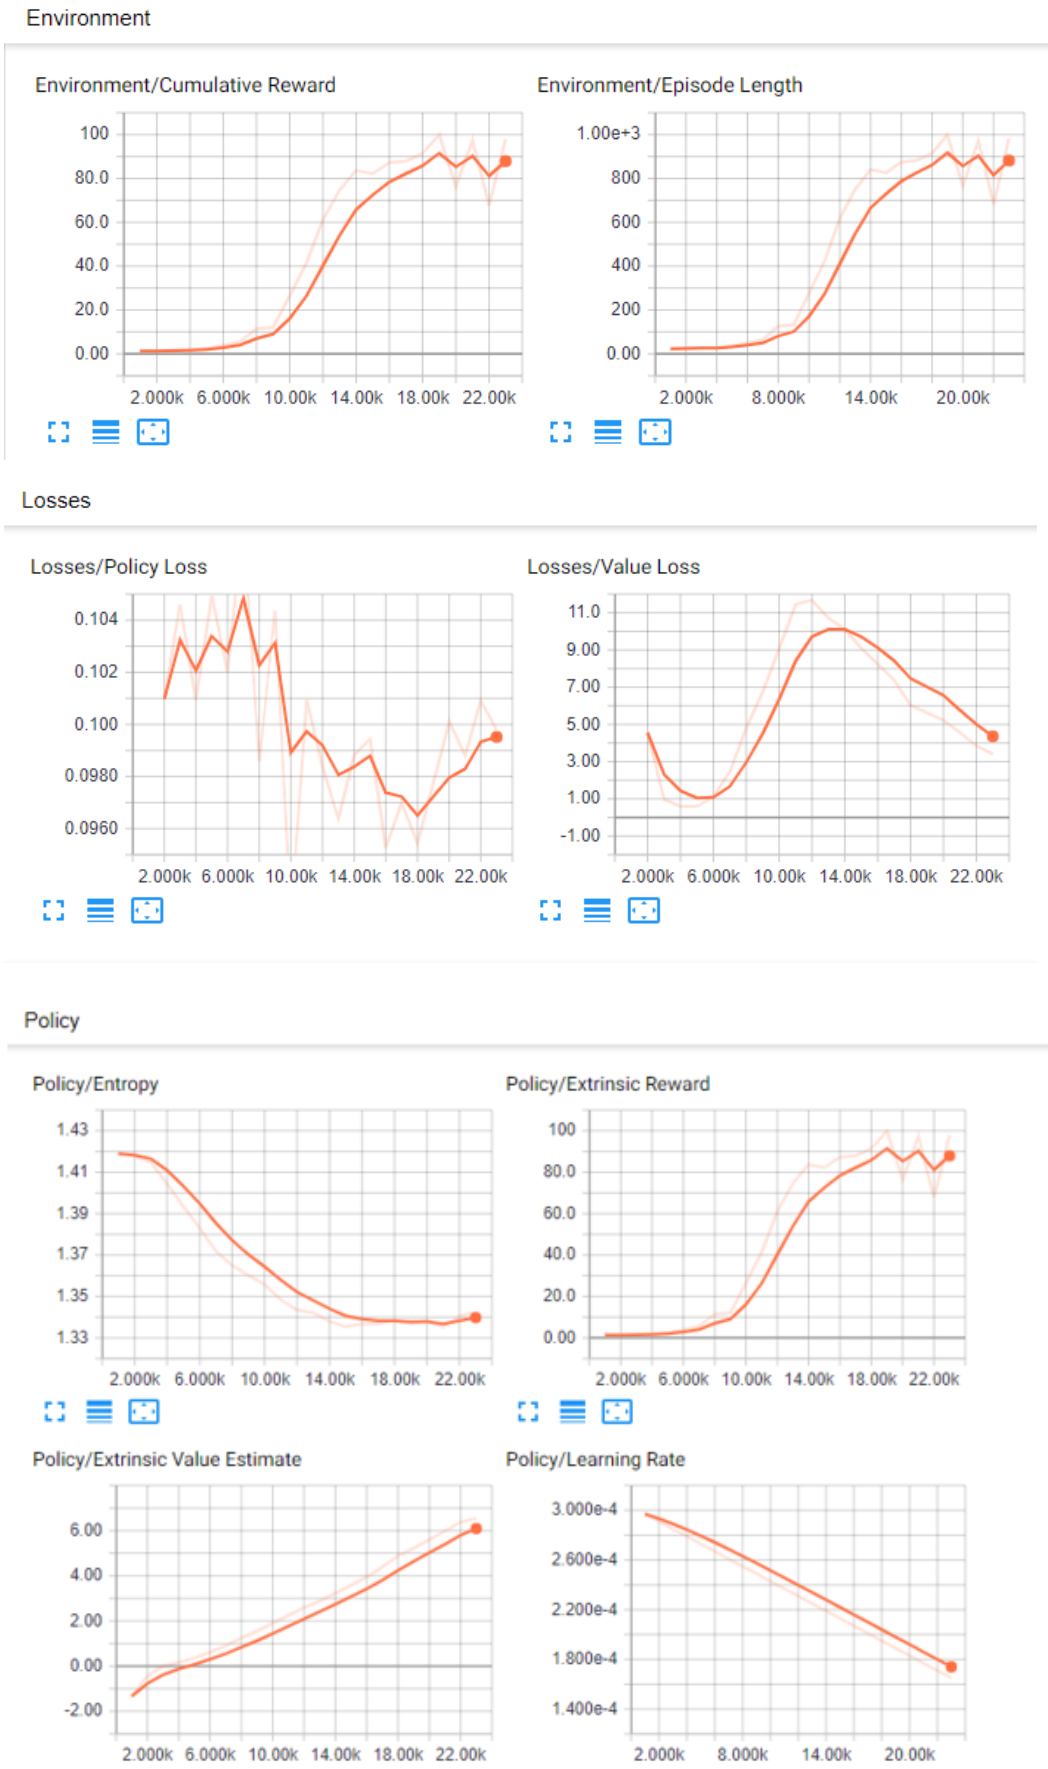 Environment
Environment/Cumulative Reward
100
80.0
60.0
40.0
20.0
0.00
2.000k 6.000k 10.00k 14.00k 18.00k 22.00k
Environment/Episode Length
1.00e+3
800
600
400
200
0.00
2.000k 8.000k 14.00k 20.00k
Losses
Losses/Policy Loss
0.104
0.102
0.100
0.0980
0.0960
2.000k 6.000k 10.00k 14.00k 18.00k 22.00k
Losses/Value Loss
11.0
9.00
7.00
5.00
3.00
1.00
-1.00
2.000k 6.000k 10.00k 14.00k 18.00k 22.00k
Policy
Policy/Entropy
1.43
1.41
1.39
1.37
1.35
1.33
2.000k 6.000k 10.00k 14.00k 18.00k 22.00k
Policy/Extrinsic Reward
100
80.0
60.0
40.0
20.0
0.00
2.000k 6.000k 10.00k 14.00k 18.00k 22.00k
Policy/Extrinsic Value Estimate
6.00
4.00
2.00
0.00
-2.00
2.000k 6.000k 10.00k 14.00k 18.00k 22.00k
Policy/Learning Rate
3.000e-4
2.600e-4
2.200e-4
1.800e-4
1.400e-4
2.000k 8.000k 14.00k 20.00k